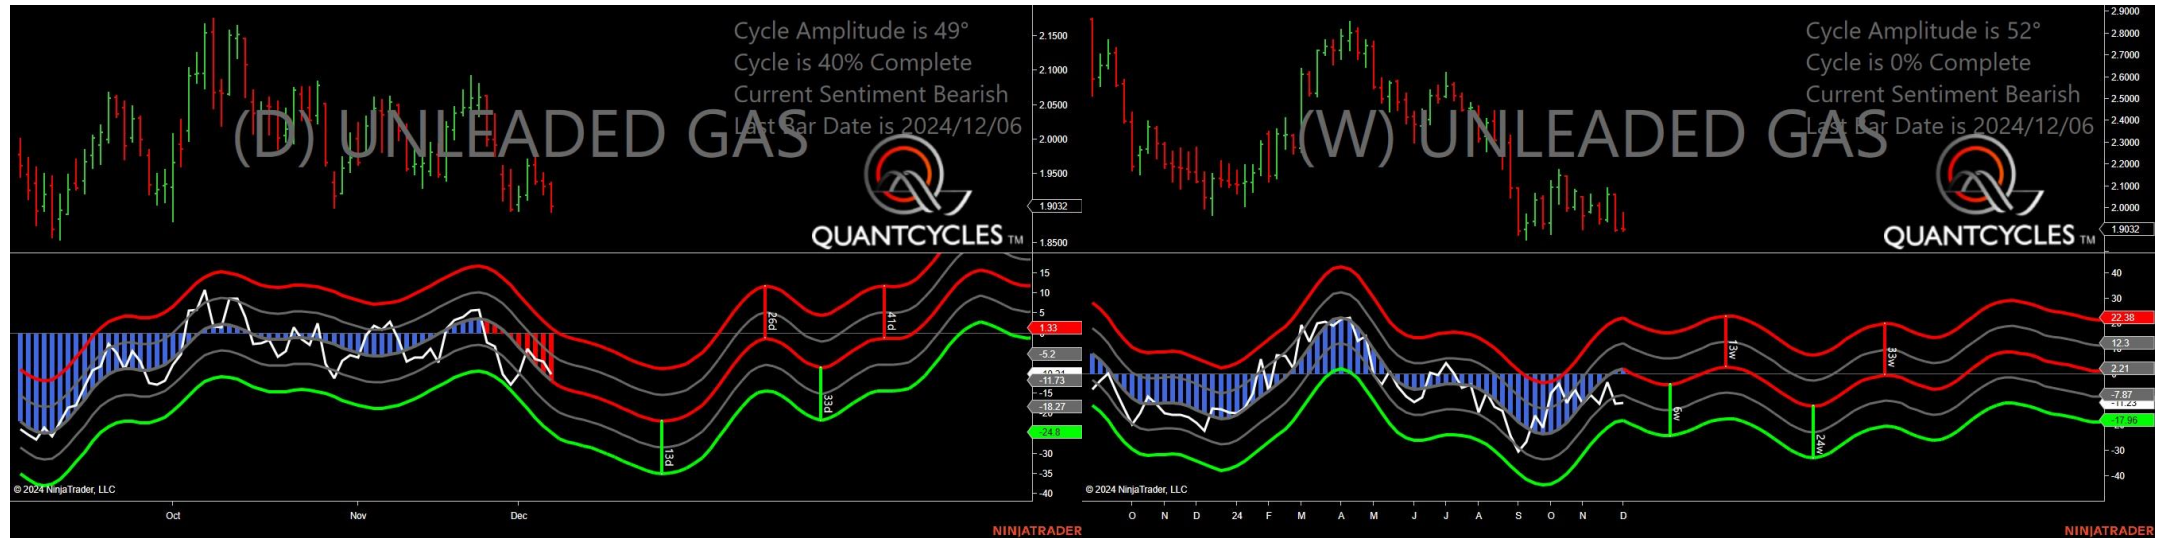 Cycle Amplitude is 49°
Cycle is 40% Complete
Current Sentiment Bearish
Last Bar Date is 2024/12/06
(D) UNLEADED GAS
QUANTCYCLES TM
2.1500
2.1000
2.0500
2.0000
1.9500
1.9032
1.8500
15
10
5
1.33
-5.2
-11.73
-15
-18.27
-24.8
-30
-35
-40
26d
41d
33d
13d
© 2024 NinjaTrader, LLC
Oct
Nov
Dec
NINJATRADER
Cycle Amplitude is 52°
Cycle is 0% Complete
Current Sentiment Bearish
Last Bar Date is 2024/12/06
(W) UNLEADED GAS
QUANTCYCLES TM
2.9000
2.8000
2.7000
2.6000
2.5000
2.4000
2.3000
2.2000
2.1000
2.0000
1.9032
40
30
22.38
12.3
2.21
-7.87
-11.23
-17.96
-30
-40
13w
33w
6w
24w
© 2024 NinjaTrader, LLC
O N D 24 F M A M J J A S O N D
NINJATRADER